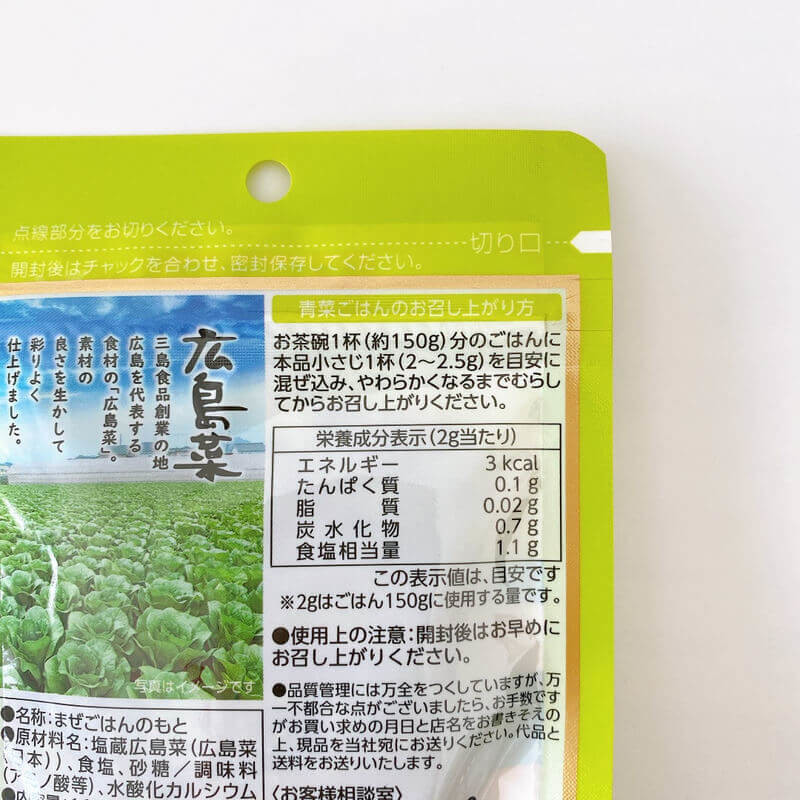 点線部分をお切りください。
切り口
開封後はチャックを合わせ、密封保存してください。
広島菜
三島食品創業の地
広島を代表する
食材の「広島菜」。
素材の
良さを生かして
彩りよく
仕上げました。
写真はイメージです
青菜ごはんのお召し上がり方
お茶碗1杯(約150g)分のごはんに
本品小さじ1杯(2〜2.5g)を目安に
混ぜ込み、やわらかくなるまでむらし
てからお召し上がりください。
栄養成分表示(2g当たり)
エネルギー 3 kcal
たんぱく質 0.1 g
脂質 0.02 g
炭水化物 0.7 g
食塩相当量 1.1 g
この表示値は、目安です
※2gはごはん150gに使用する量です。
●使用上の注意:開封後はお早めに
お召し上がりください。
●品質管理には万全をつくしていますが、万
一不都合な点がございましたら、お手数です
がお買い求めの月日と店名をお書きそえの
上、現品を当社宛にお送りください。代品と
送料をお送りいたします。
〈お客様相談室〉
●名称:まぜごはんのもと
●原材料名:塩蔵広島菜(広島菜
本))、食塩、砂糖/調味料
(アミノ酸等)、水酸化カルシウム